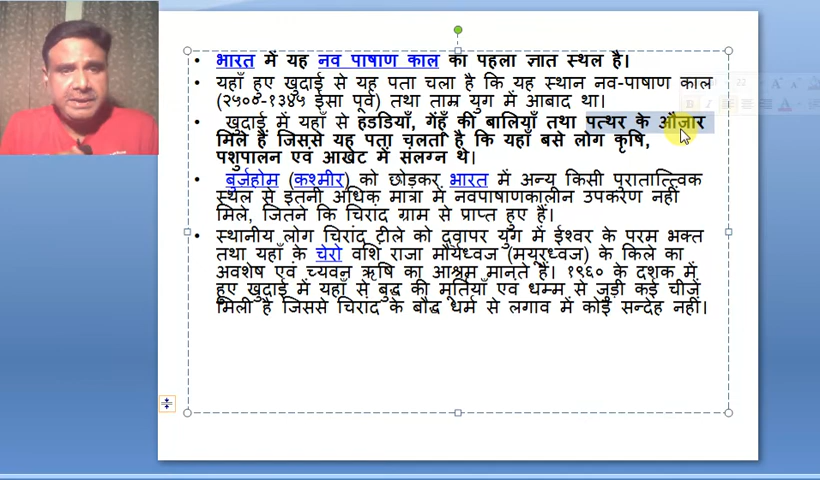 भारत में यह नव पाषाण काल का पहला ज्ञात स्थल है।
यहाँ हुए खुदाई से यह पता चला है कि यह स्थान नव-पाषाण काल
(२५००-१३४५ ईसा पूर्व) तथा ताम्र युग में आबाद था।
खुदाई में यहाँ से हडडियाँ, गेंहूँ की बालियाँ तथा पत्थर के औजार
मिले हैं जिससे यह पता चलता है कि यहाँ बसे लोग कृषि,
पशुपालन एवं आखेट में संलग्न थे।
बुर्जहोम (कश्मीर) को छोड़कर भारत में अन्य किसी पुरातात्त्विक
स्थल से इतनी अधिक मात्रा में नवपाषाणकालीन उपकरण नहीं
मिले, जितने कि चिरांद ग्राम से प्राप्त हुए हैं।
स्थानीय लोग चिरांद टीले को द्वापर युग में ईश्वर के परम भक्त
तथा यहाँ के चेरो वंशि राजा मौर्यध्वज (मयूरध्वज) के किले का
अवशेष एवं च्यवन ऋषि का आश्रम मानते हैं। १९६० के दशक में
हुए खुदाई में यहाँ से बुद्ध की मूर्तियाँ एवं धम्म से जुड़ी कई चीजें
मिली हैं जिससे चिरांद के बौद्ध धर्म से लगाव में कोई सन्देह नहीं।